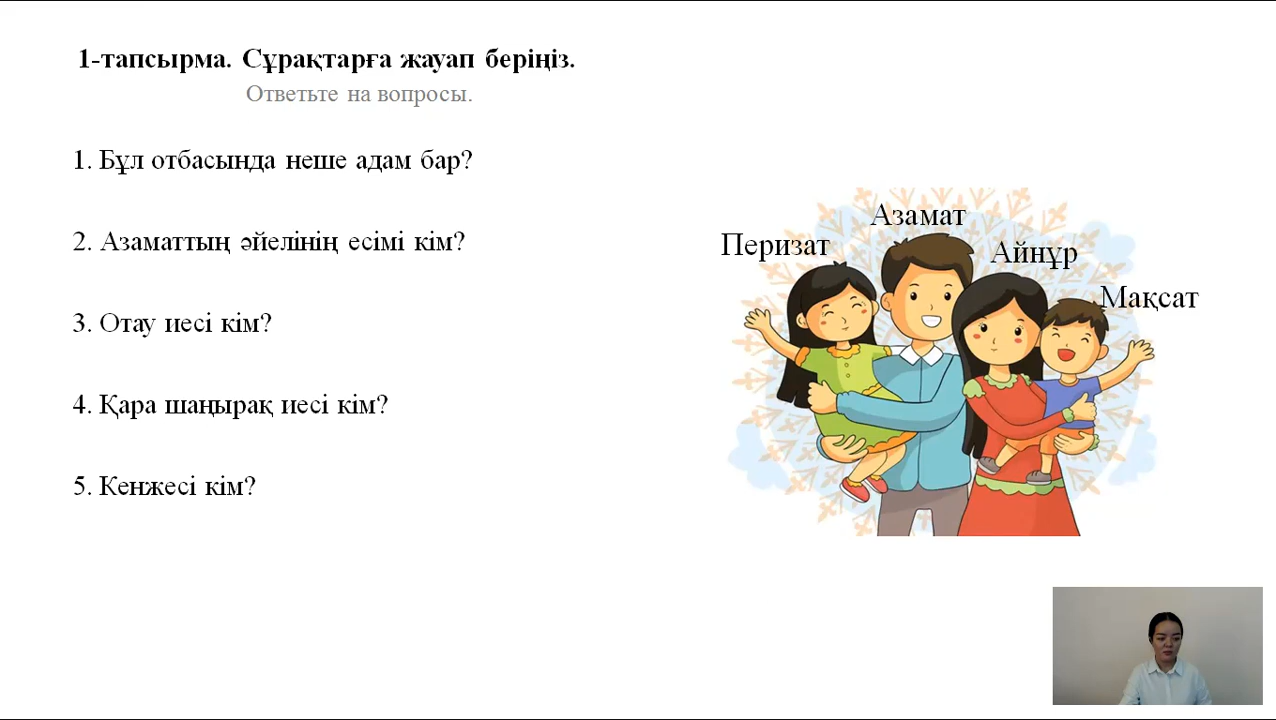 1-тапсырма. Сұрақтарға жауап беріңіз.
Ответьте на вопросы.
1. Бұл отбасында неше адам бар?
2. Азаматтың әйелінің есімі кім?
3. Отау иесі кім?
4. Қара шаңырақ иесі кім?
5. Кенжесі кім?
Азамат
Перизат
Айнұр
Мақсат